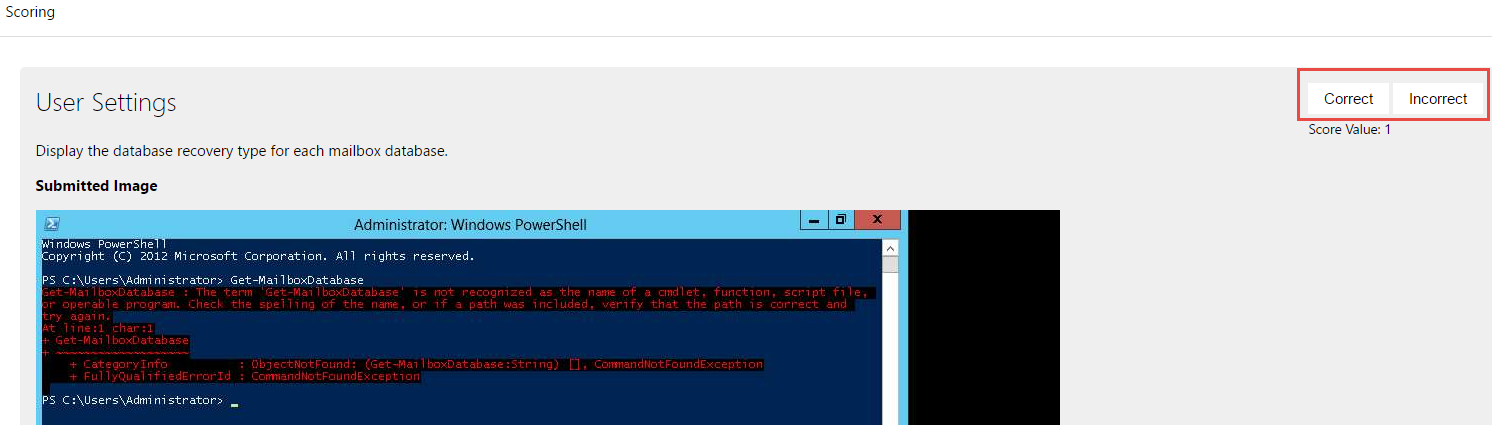 Scoring
User Settings
Correct
Incorrect
Score Value: 1
Display the database recovery type for each mailbox database.
Submitted Image
Administrator: Windows PowerShell
Windows PowerShell
Copyright (C) 2012 Microsoft Corporation. All rights reserved.
PS C:\Users\Administrator> Get-MailboxDatabase
Get-MailboxDatabase : The term 'Get-MailboxDatabase' is not recognized as the name of a cmdlet, function, script file,
or operable program. Check the spelling of the name, or if a path was included, verify that the path is correct and
try again.
At line:1 char:1
+ Get-MailboxDatabase
+ ~~~~~~~~~~~~~~~~~~~
+ CategoryInfo : ObjectNotFound: (Get-MailboxDatabase:String) [], CommandNotFoundException
+ FullyQualifiedErrorId : CommandNotFoundException
PS C:\Users\Administrator> _